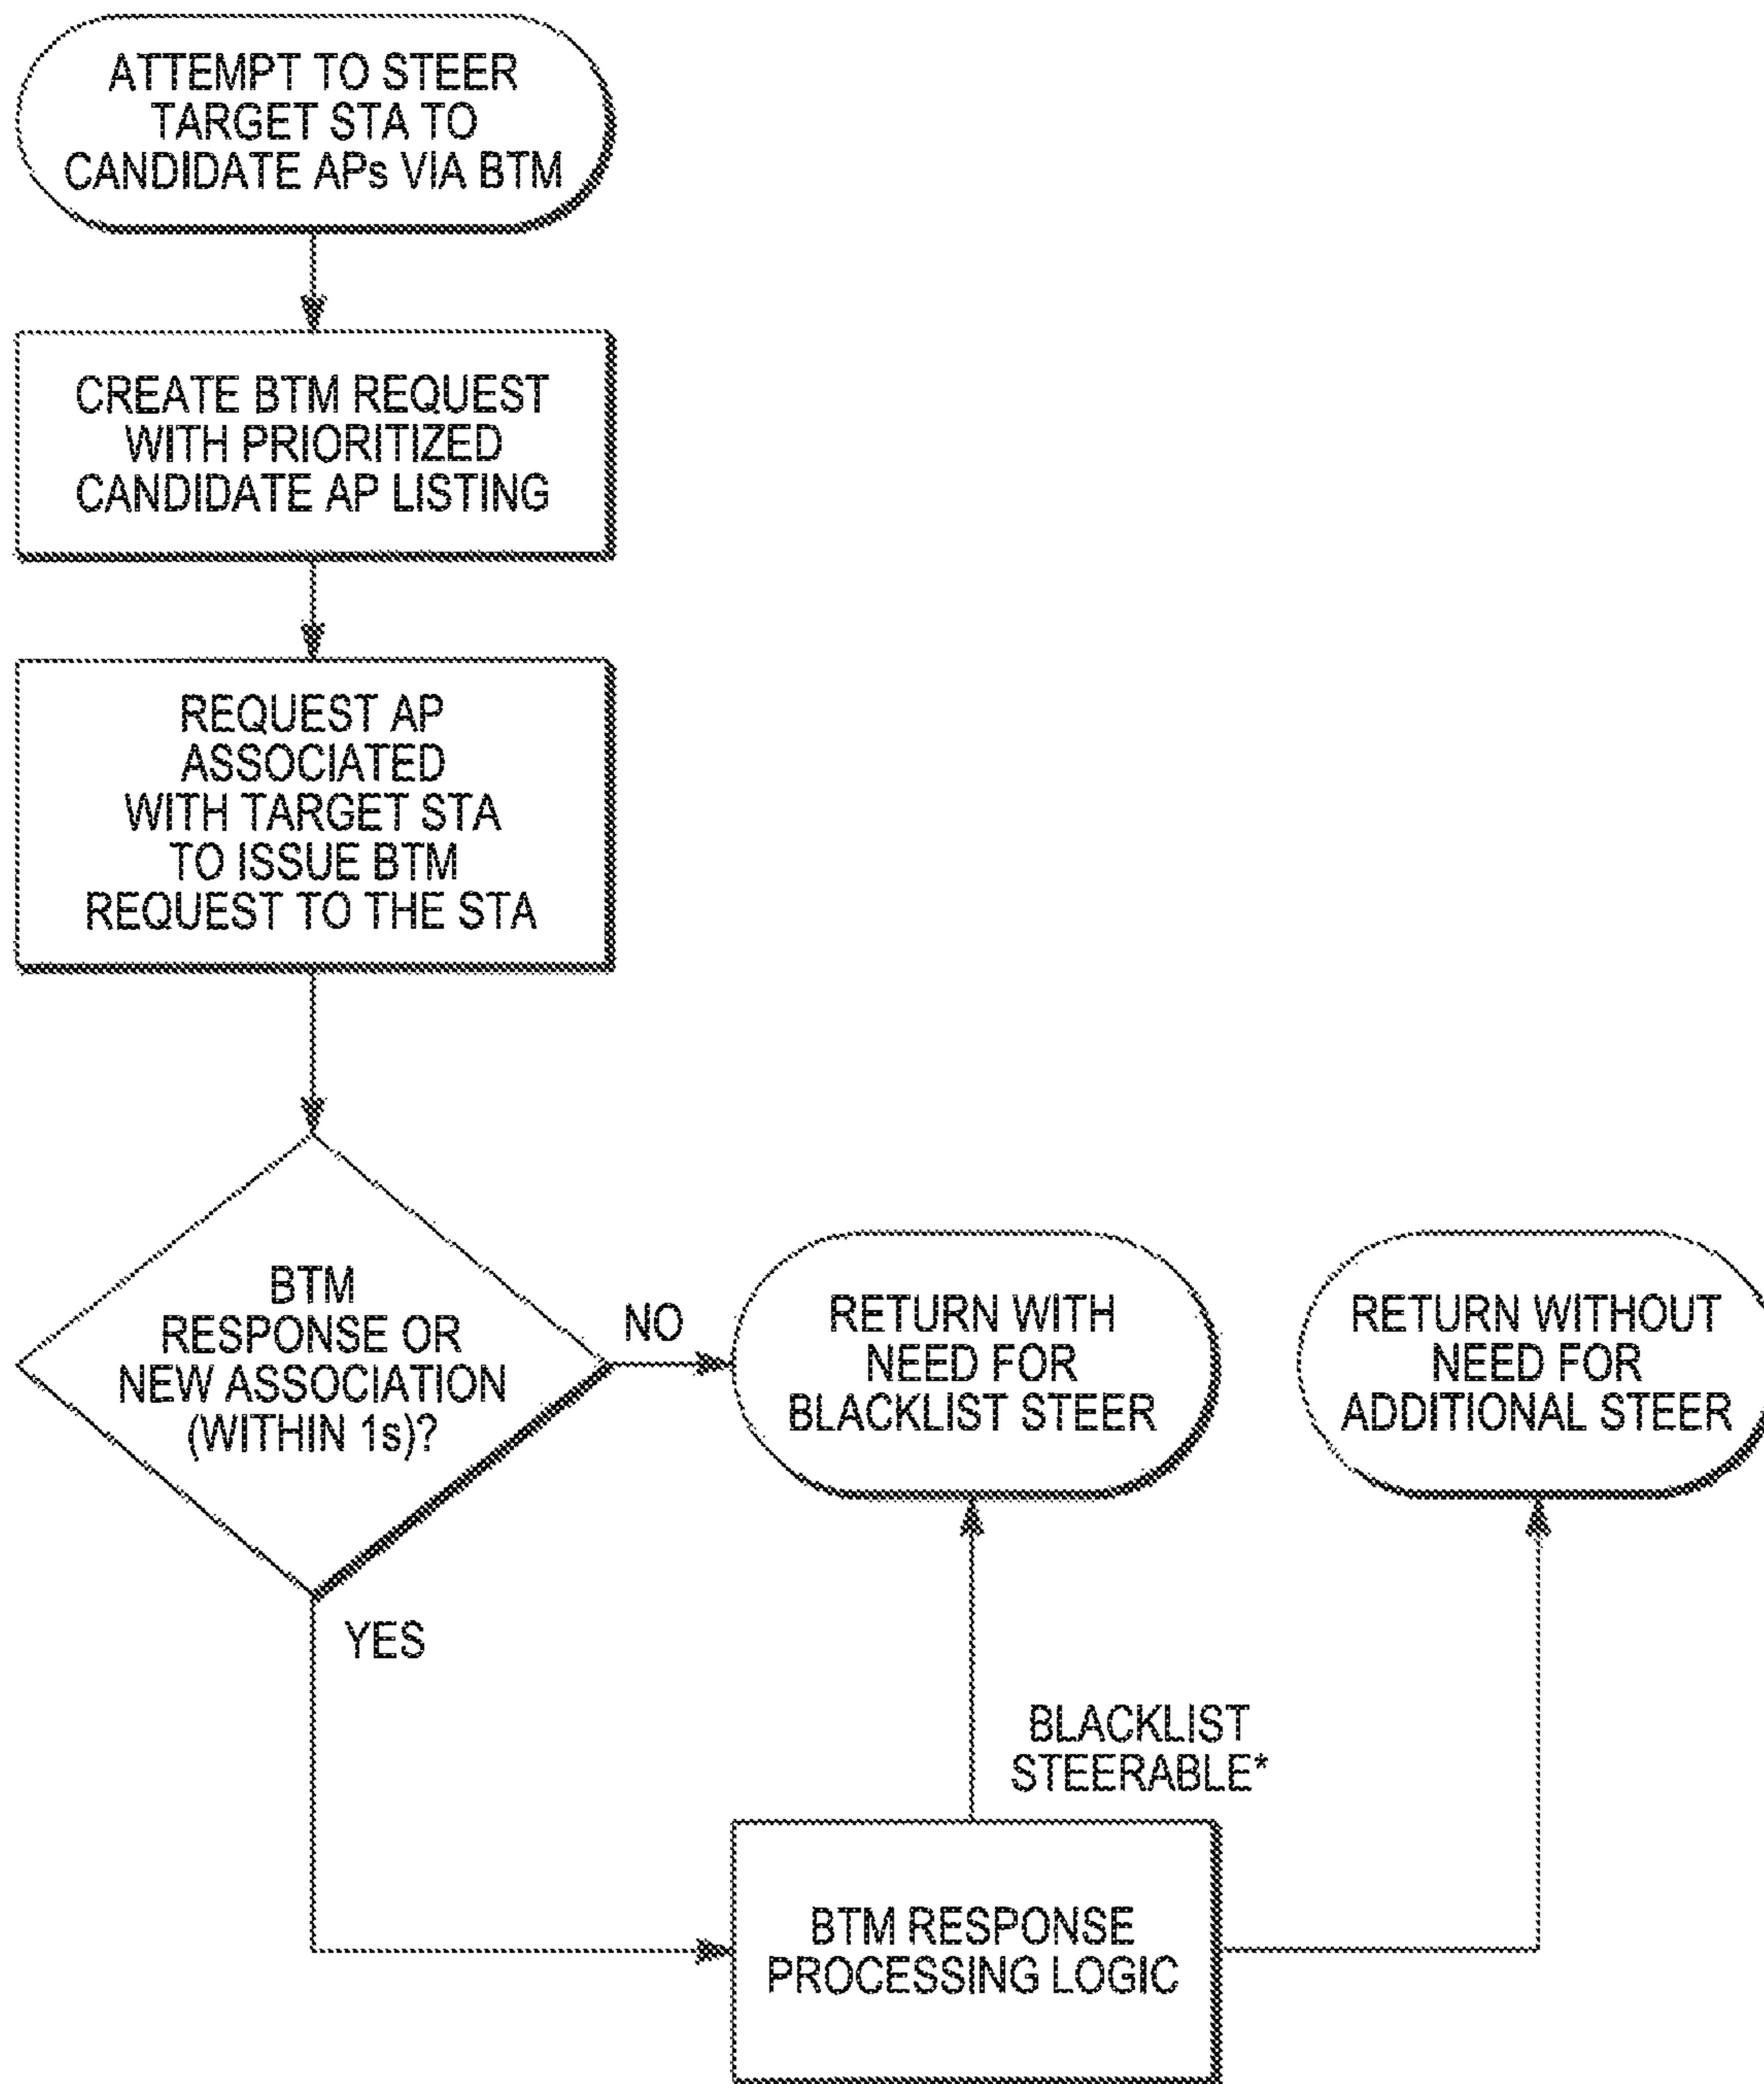 ATTEMPT TO STEER
TARGET STA TO
CANDIDATE APs VIA BTM
CREATE BTM REQUEST
WITH PRIORITIZED
CANDIDATE AP LISTING
REQUEST AP
ASSOCIATED
WITH TARGET STA
TO ISSUE BTM
REQUEST TO THE STA
BTM
RESPONSE OR
NEW ASSOCIATION
(WITHIN 1s)?
NO
RETURN WITH
NEED FOR
BLACKLIST STEER
RETURN WITHOUT
NEED FOR
ADDITIONAL STEER
YES
BLACKLIST
STEERABLE*
BTM RESPONSE
PROCESSING LOGIC